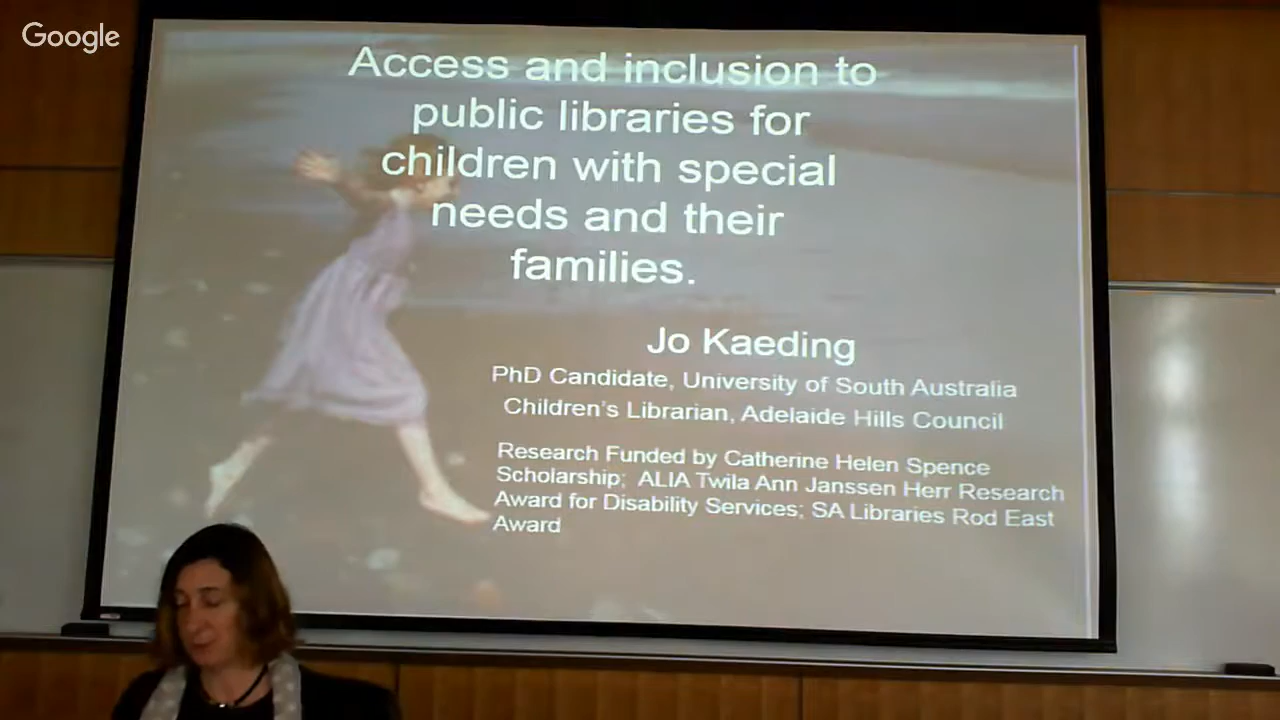 Google
Access and inclusion to
public libraries for
children with special
needs and their
families.
Jo Kaeding
PhD Candidate, University of South Australia
Children's Librarian, Adelaide Hills Council
Research Funded by Catherine Helen Spence
Scholarship; ALIA Twila Ann Janssen Herr Research
Award for Disability Services; SA Libraries Rod East
Award